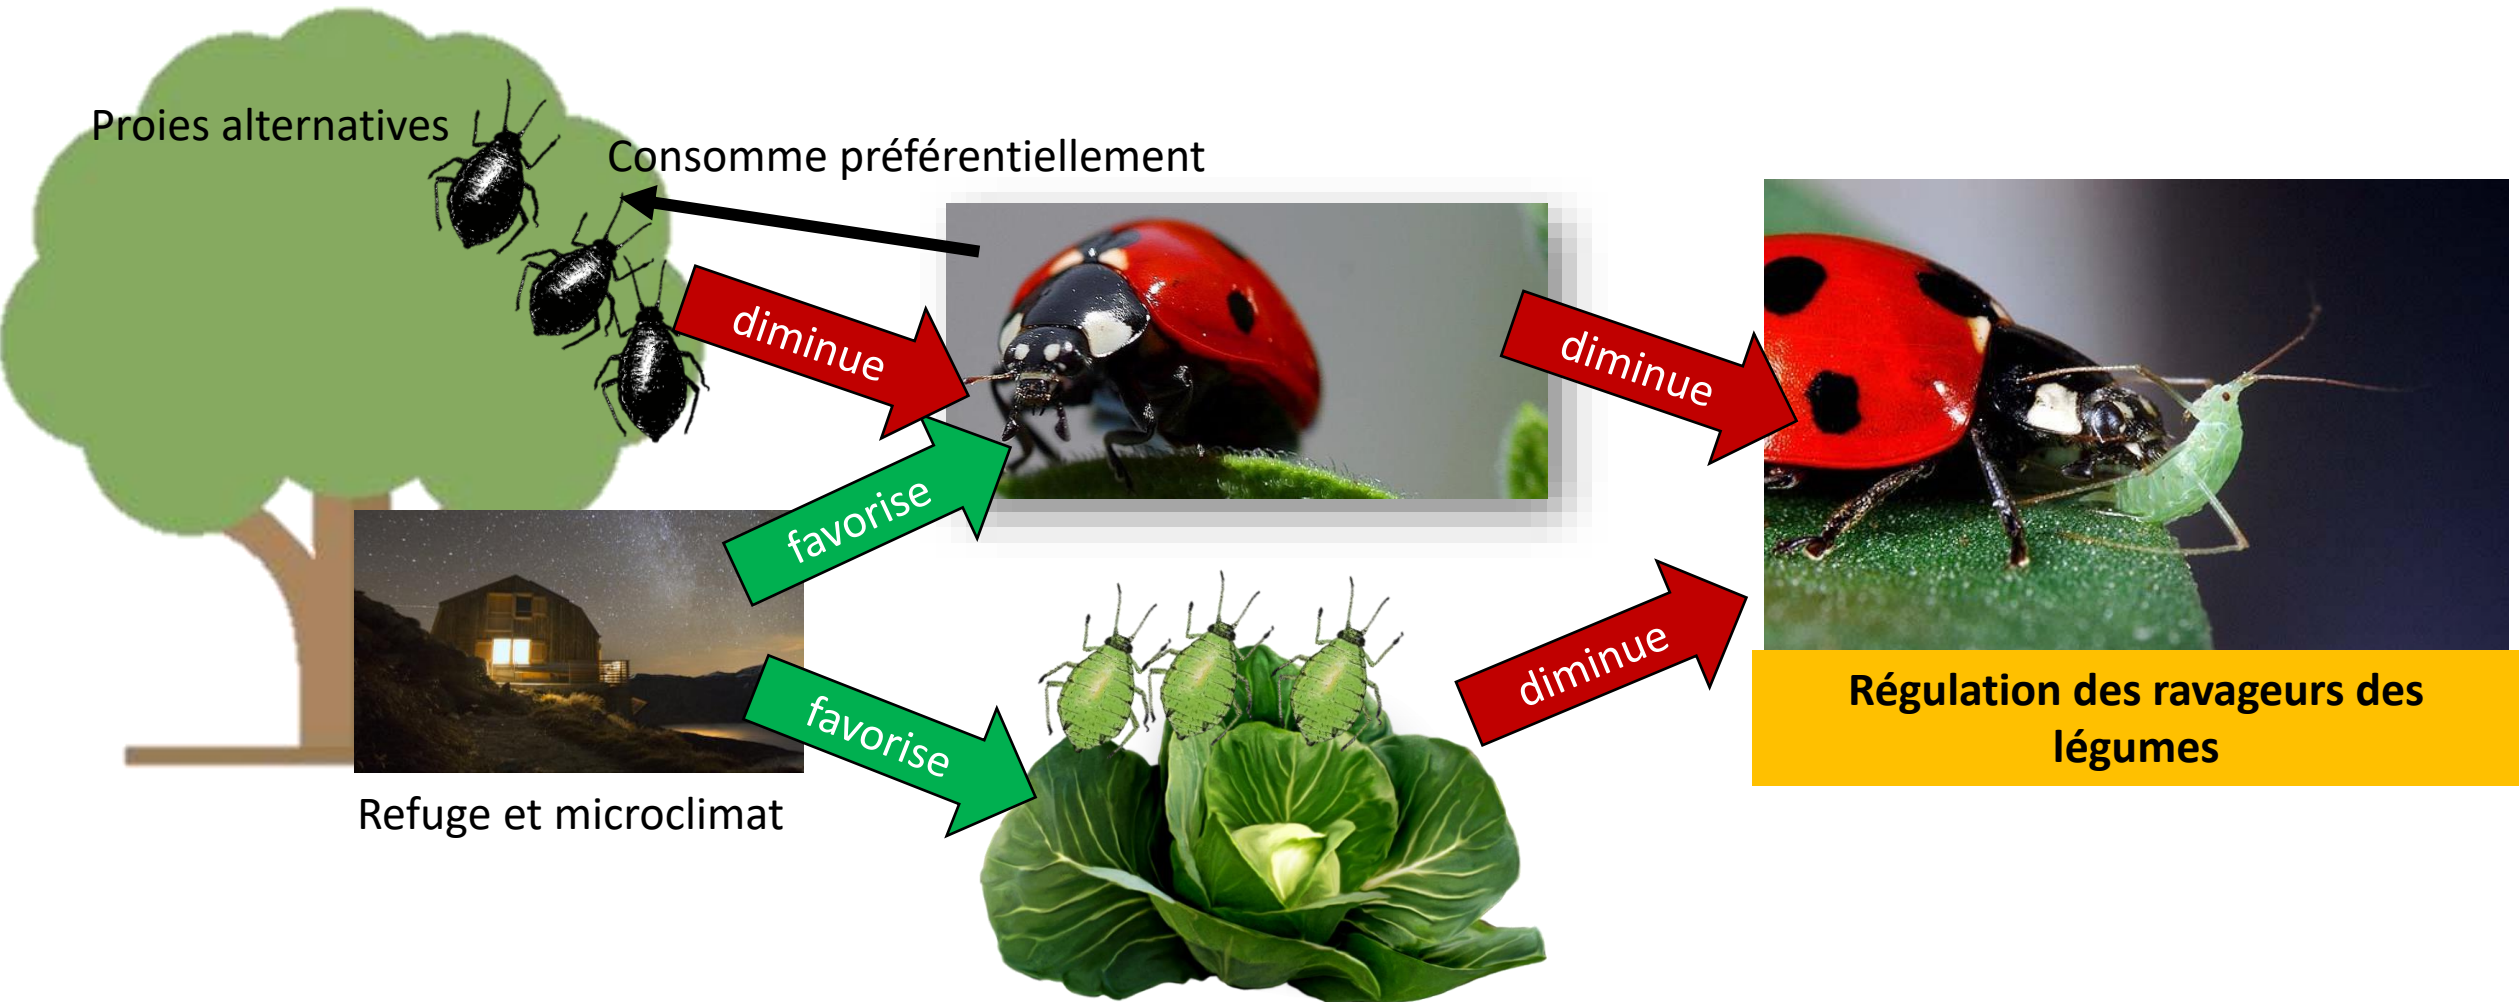 Proies alternatives
Consomme préférentiellement
diminue
diminue
favorise
favorise
diminue
Refuge et microclimat
Régulation des ravageurs des
légumes